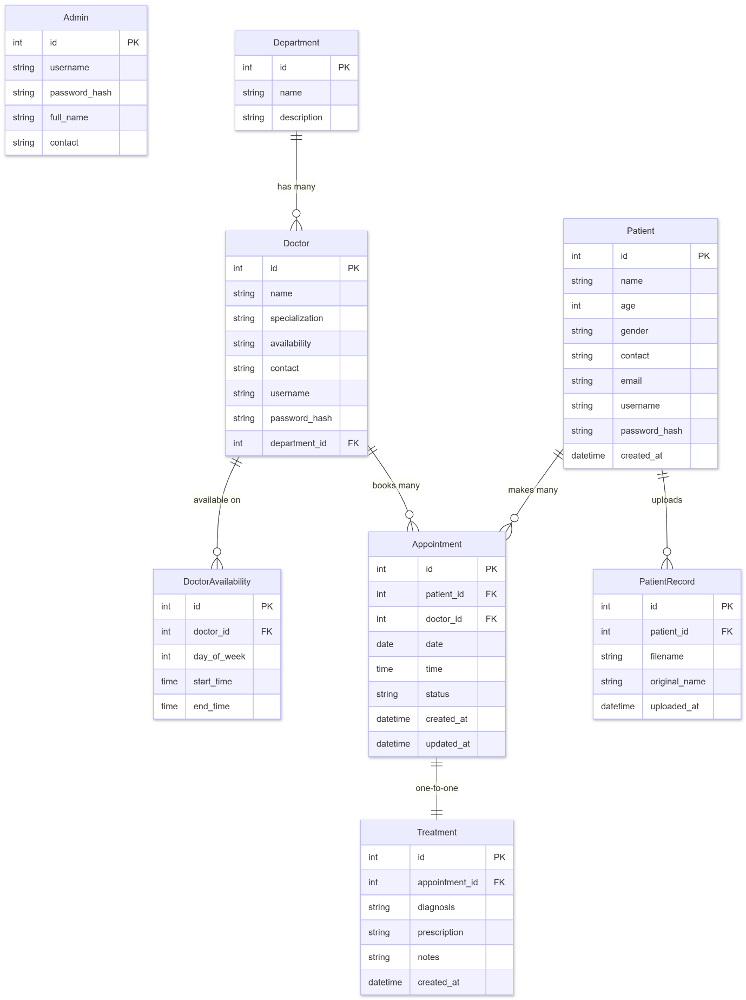 Admin
int id PK
string username
string password_hash
string full_name
string contact
Department
int id PK
string name
string description
has many
Doctor
int id PK
string name
string specialization
string availability
string contact
string username
string password_hash
int department_id FK
Patient
int id PK
string name
int age
string gender
string contact
string email
string username
string password_hash
datetime created_at
available on
books many
makes many
uploads
DoctorAvailability
int id PK
int doctor_id FK
int day_of_week
time start_time
time end_time
Appointment
int id PK
int patient_id FK
int doctor_id FK
date date
time time
string status
datetime created_at
datetime updated_at
PatientRecord
int id PK
int patient_id FK
string filename
string original_name
datetime uploaded_at
one-to-one
Treatment
int id PK
int appointment_id FK
string diagnosis
string prescription
string notes
datetime created_at